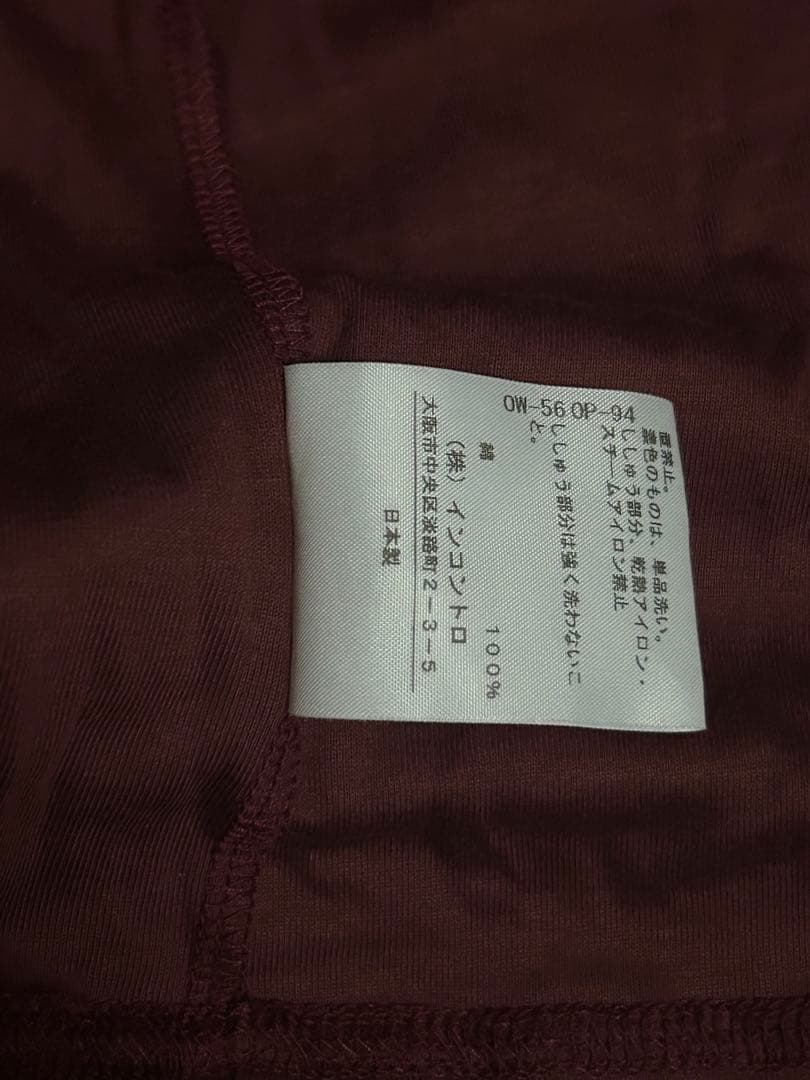 直禁止。
濃色のものは、単品洗い。
ししゅう部分、乾熱アイロン・
スチームアイロン禁止
OW-56 OP-94
ししゅう部分は強く洗わないこ
と。
綿 100%
(株)インコントロ
大阪市中央区淡路町2-3-5
日本製